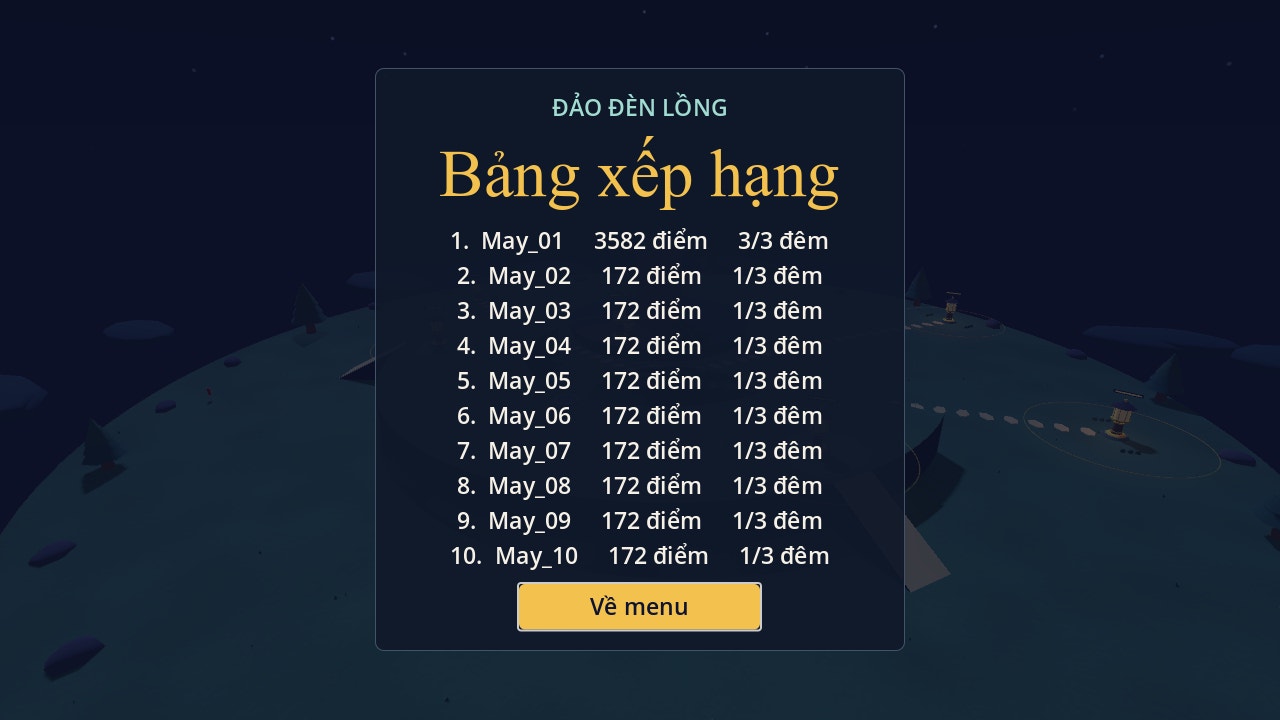 ĐẢO ĐÈN LỒNG
Bảng xếp hạng
1. May_01 3582 điểm 3/3 đêm
2. May_02 172 điểm 1/3 đêm
3. May_03 172 điểm 1/3 đêm
4. May_04 172 điểm 1/3 đêm
5. May_05 172 điểm 1/3 đêm
6. May_06 172 điểm 1/3 đêm
7. May_07 172 điểm 1/3 đêm
8. May_08 172 điểm 1/3 đêm
9. May_09 172 điểm 1/3 đêm
10. May_10 172 điểm 1/3 đêm
Về menu